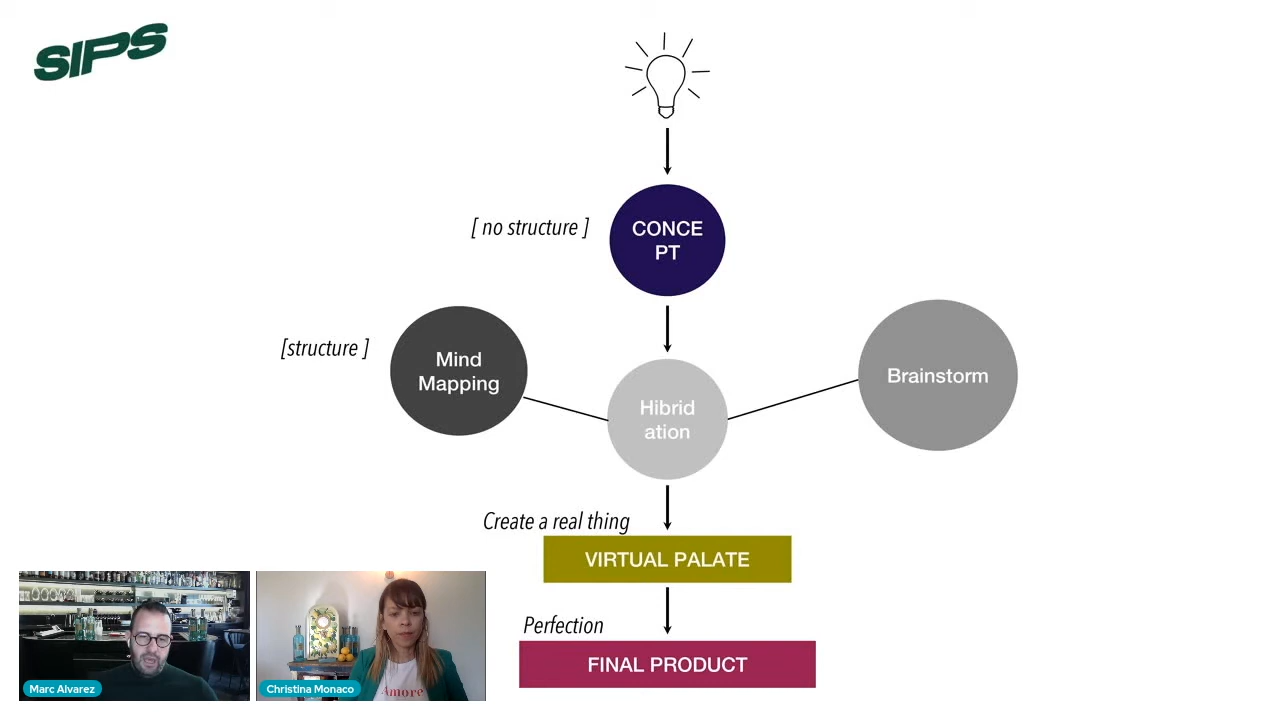 SIPS
[ no structure ]
CONCE
PT
[structure ]
Mind
Mapping
Hibrid
ation
Brainstorm
Create a real thing
VIRTUAL PALATE
Perfection
FINAL PRODUCT
Marc Alvarez
Christina Monaco
Amore